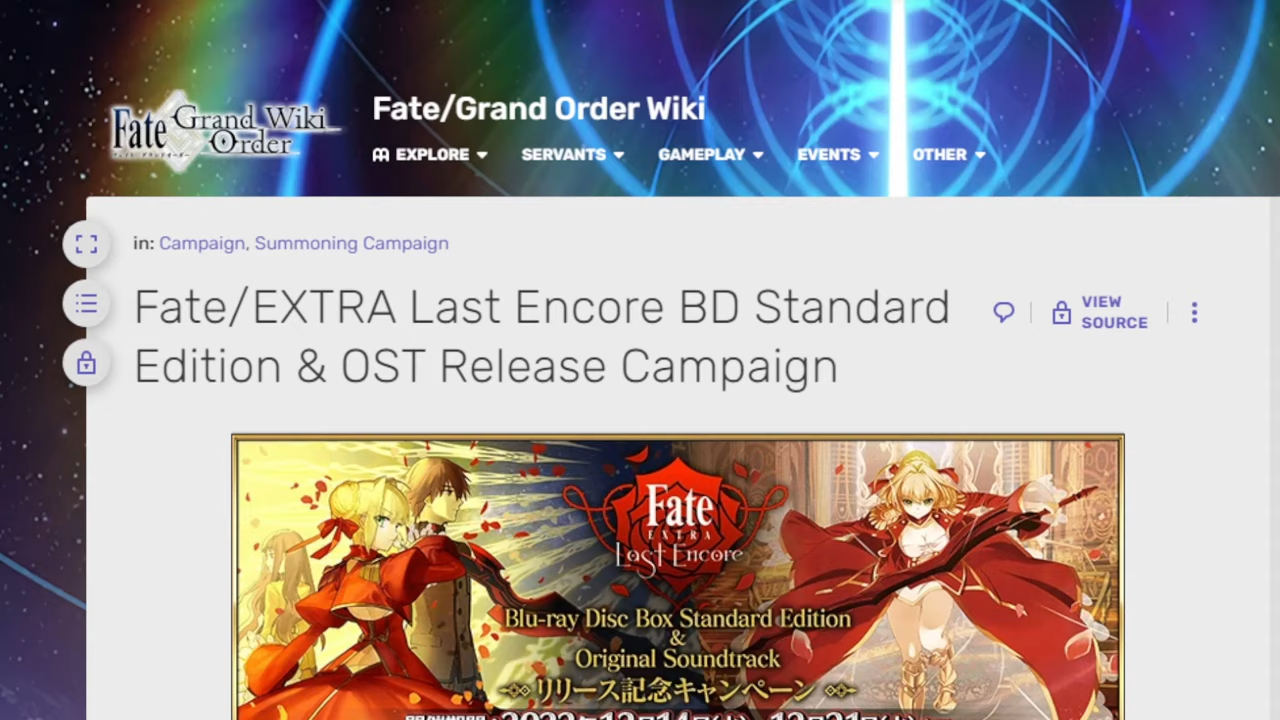 Fate Grand Wiki
Order
Fate/Grand Order Wiki
EXPLORE SERVANTS GAMEPLAY EVENTS OTHER
in: Campaign, Summoning Campaign
Fate/EXTRA Last Encore BD Standard
Edition & OST Release Campaign
VIEW
SOURCE
Fate
EXTRA
Last Encore
Blu-ray Disc Box Standard Edition
&
Original Soundtrack
リリース記念キャンペーン